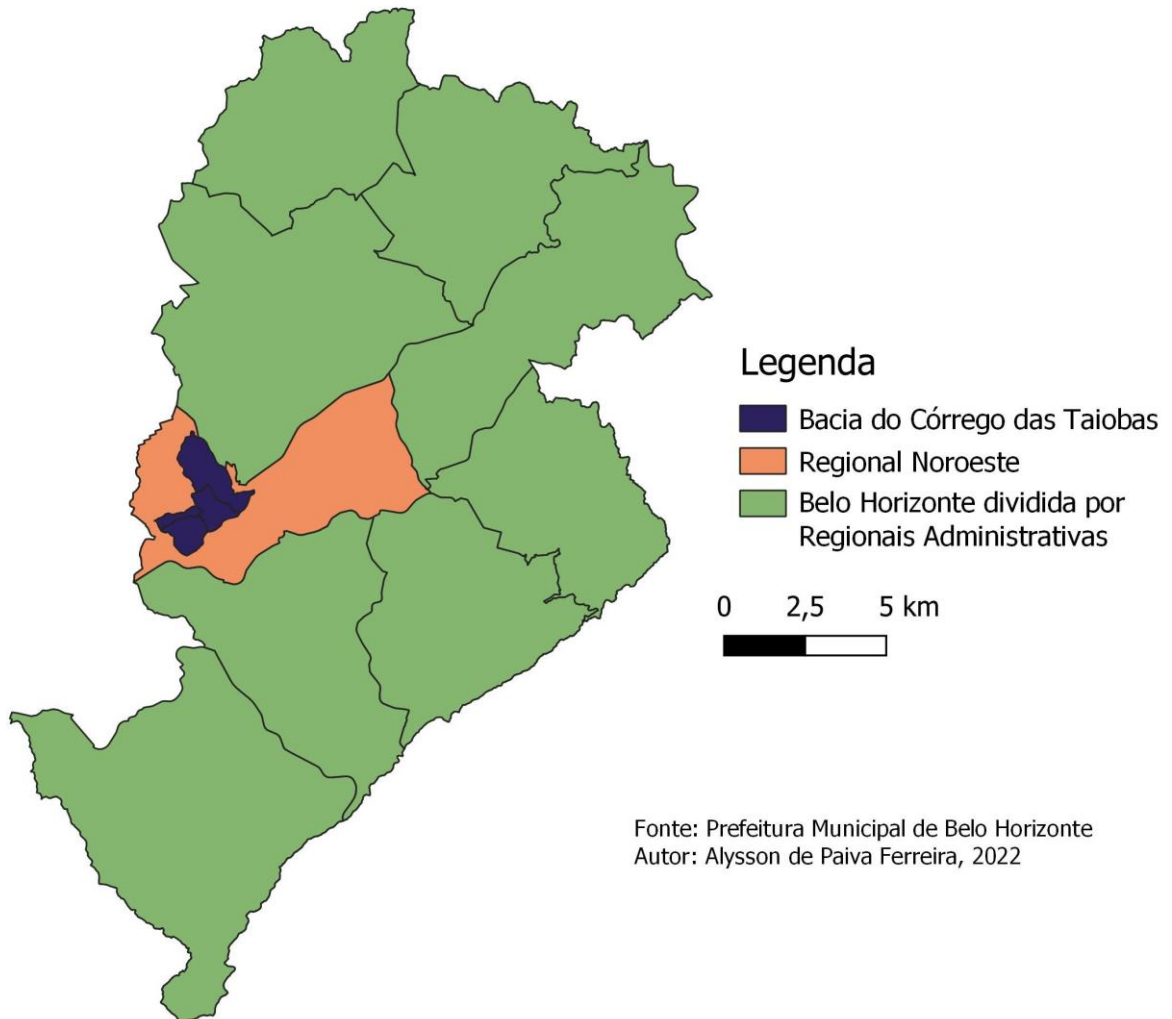 Legenda
Bacia do Córrego das Taiobas
Regional Noroeste
Belo Horizonte dividida por
Regionais Administrativas
0 2,5 5 km
Fonte: Prefeitura Municipal de Belo Horizonte
Autor: Alysson de Paiva Ferreira, 2022